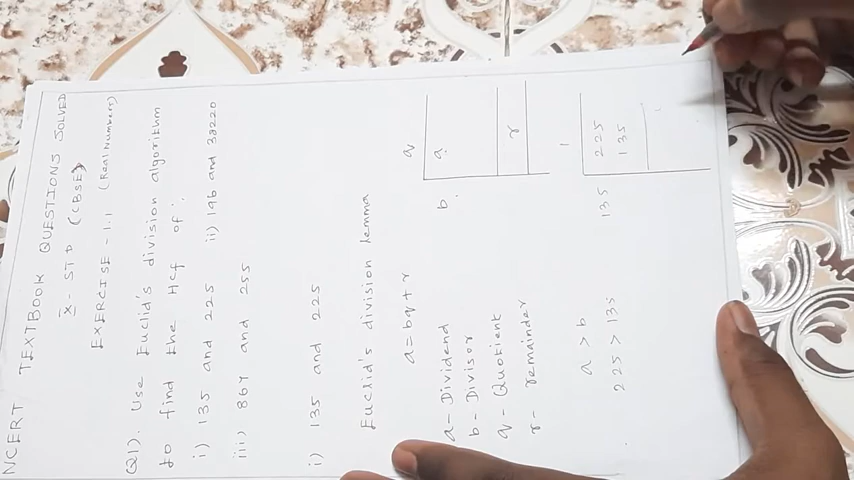 NCERT TEXTBOOK QUESTIONS SOLVED
X - STD (CBSE)
EXERCISE - 1.1 (Real Numbers)
Q1). Use Euclid's division algorithm
to find the HCf of:
i) 135 and 225 ii) 196 and 38220
iii) 867 and 255
i) 135 and 225
Euclid's division lemma
a = bq + r
a - Dividend
b - Divisor
q - Quotient
r - remainder
q
b a
r
a > b
225 > 135
1
135 225
135